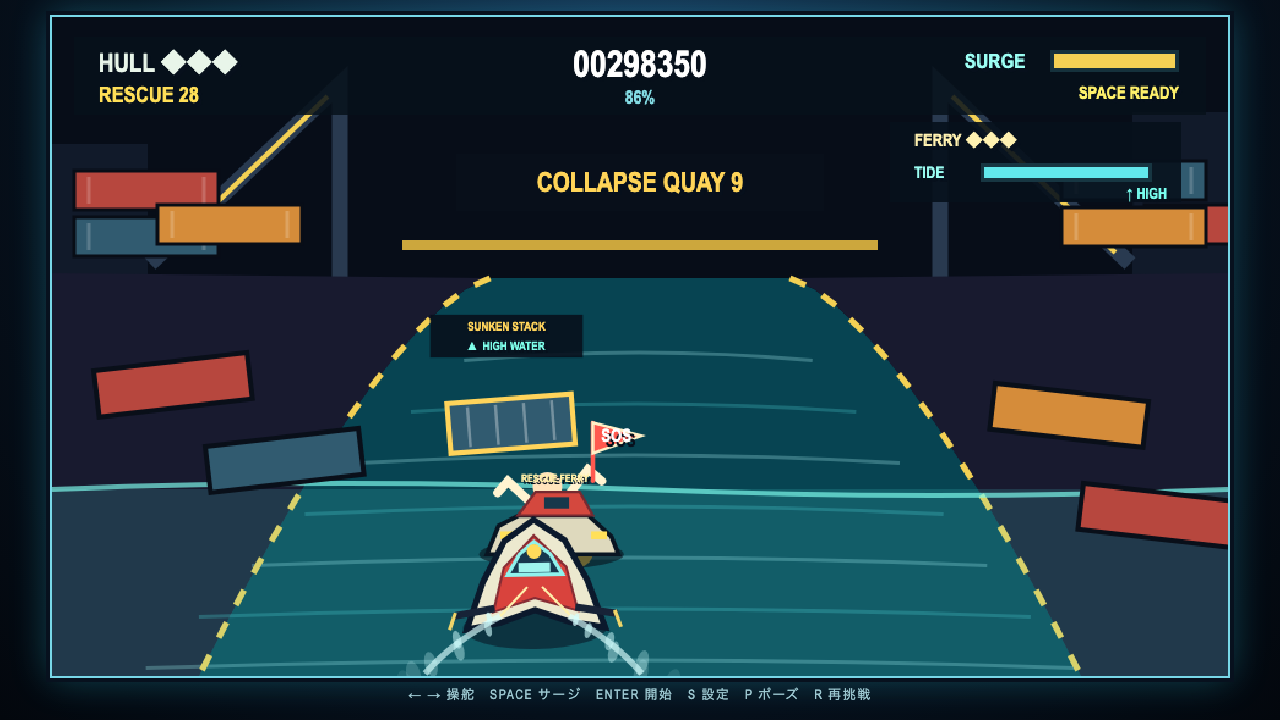 HULL
RESCUE 28
00298350
86%
SURGE
SPACE READY
FERRY
TIDE
↑ HIGH
COLLAPSE QUAY 9
SUNKEN STACK
▲ HIGH WATER
SOS
RESCUE FERRY
← → 操舵 SPACE サージ ENTER 開始 S 設定 P ポーズ R 再挑戦